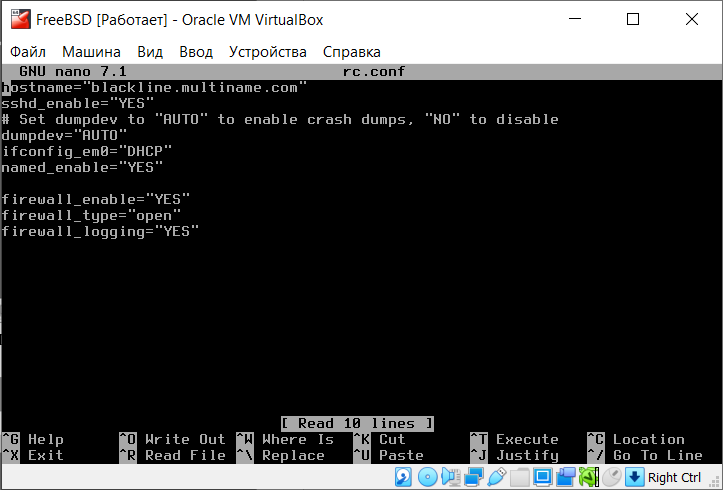 FreeBSD [Работает] - Oracle VM VirtualBox
Файл Машина Вид Ввод Устройства Справка
GNU nano 7.1 rc.conf
hostname="blackline.multiname.com"
sshd_enable="YES"
# Set dumpdev to "AUTO" to enable crash dumps, "NO" to disable
dumpdev="AUTO"
ifconfig_em0="DHCP"
named_enable="YES"
firewall_enable="YES"
firewall_type="open"
firewall_logging="YES"
[ Read 10 lines ]
^G Help ^O Write Out ^W Where Is ^K Cut ^T Execute ^C Location
^X Exit ^R Read File ^\ Replace ^U Paste ^J Justify ^/ Go To Line
Right Ctrl